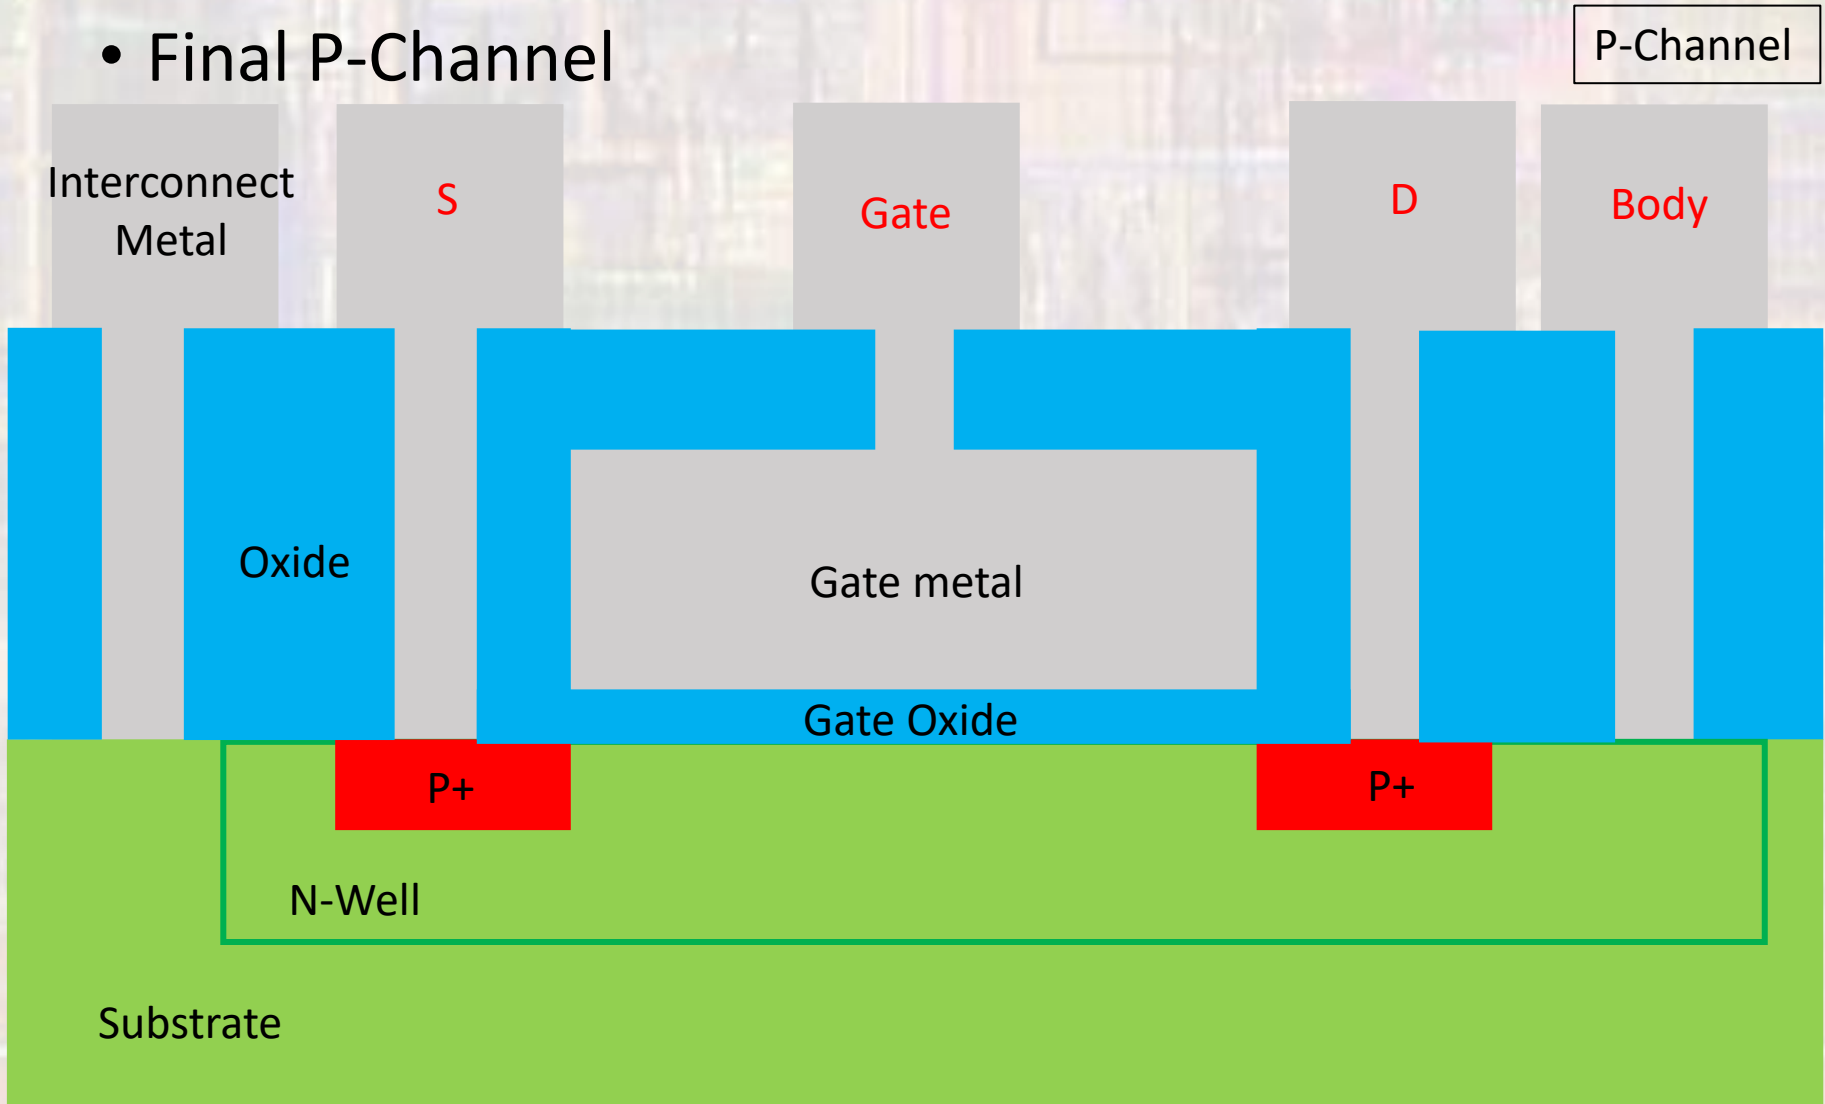 • Final P-Channel
P-Channel
Interconnect
Metal
S
Gate
D
Body
Oxide
Gate metal
Gate Oxide
P+
P+
N-Well
Substrate